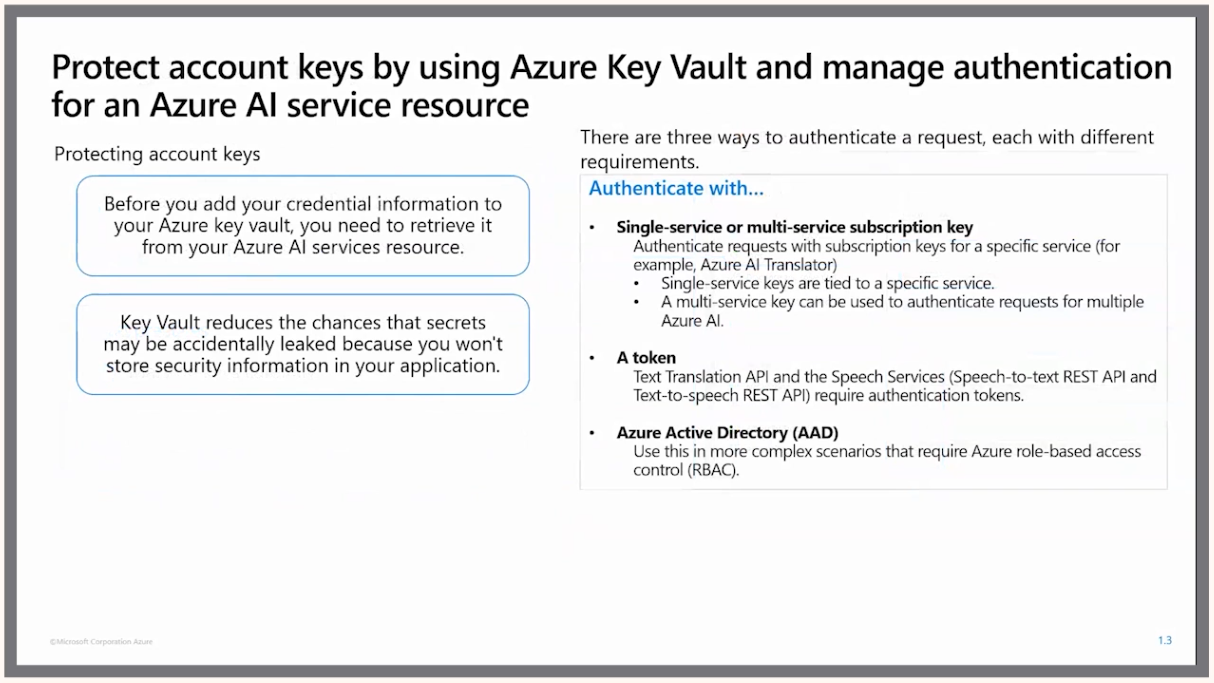 Protect account keys by using Azure Key Vault and manage authentication
for an Azure AI service resource
Protecting account keys
Before you add your credential information to
your Azure key vault, you need to retrieve it
from your Azure AI services resource.
Key Vault reduces the chances that secrets
may be accidentally leaked because you won't
store security information in your application.
There are three ways to authenticate a request, each with different
requirements.
Authenticate with...
• Single-service or multi-service subscription key
Authenticate requests with subscription keys for a specific service (for
example, Azure AI Translator)
• Single-service keys are tied to a specific service.
• A multi-service key can be used to authenticate requests for multiple
Azure AI.
• A token
Text Translation API and the Speech Services (Speech-to-text REST API and
Text-to-speech REST API) require authentication tokens.
• Azure Active Directory (AAD)
Use this in more complex scenarios that require Azure role-based access
control (RBAC).
©Microsoft Corporation Azure
1.3